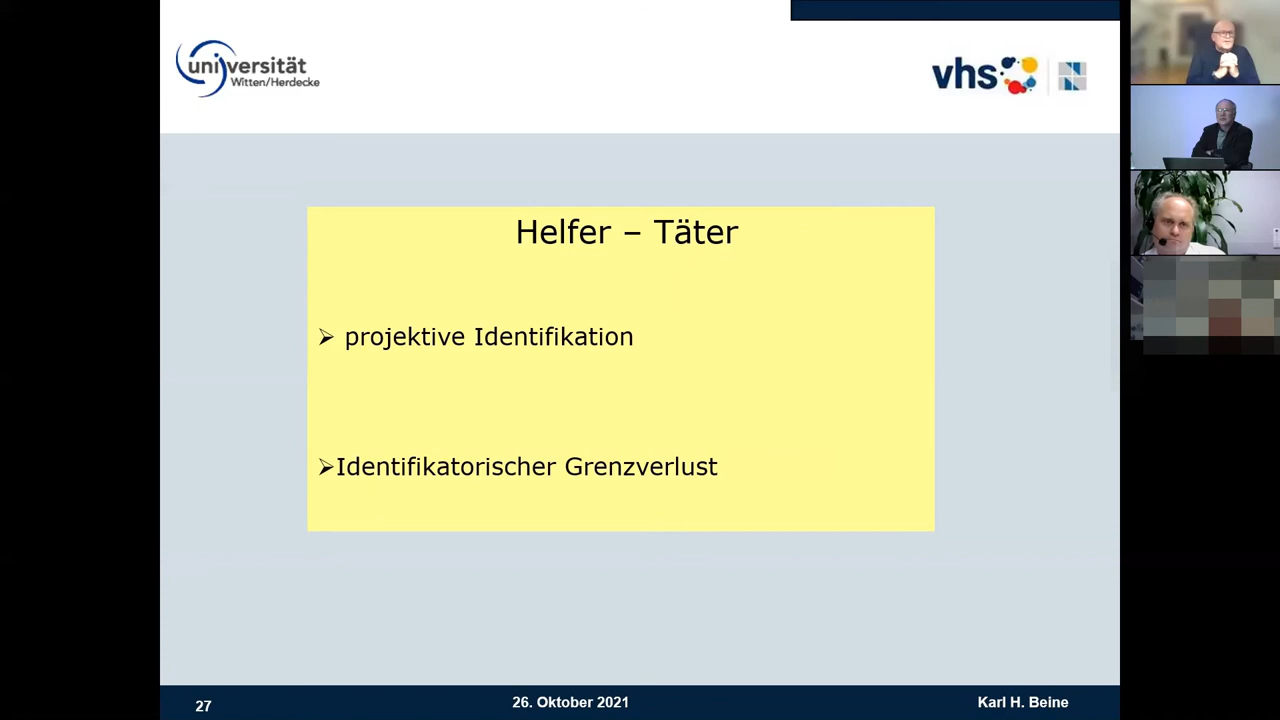 universität
Witten/Herdecke
vhs
Helfer – Täter
➢ projektive Identifikation
➢Identifikatorischer Grenzverlust
27
26. Oktober 2021
Karl H. Beine